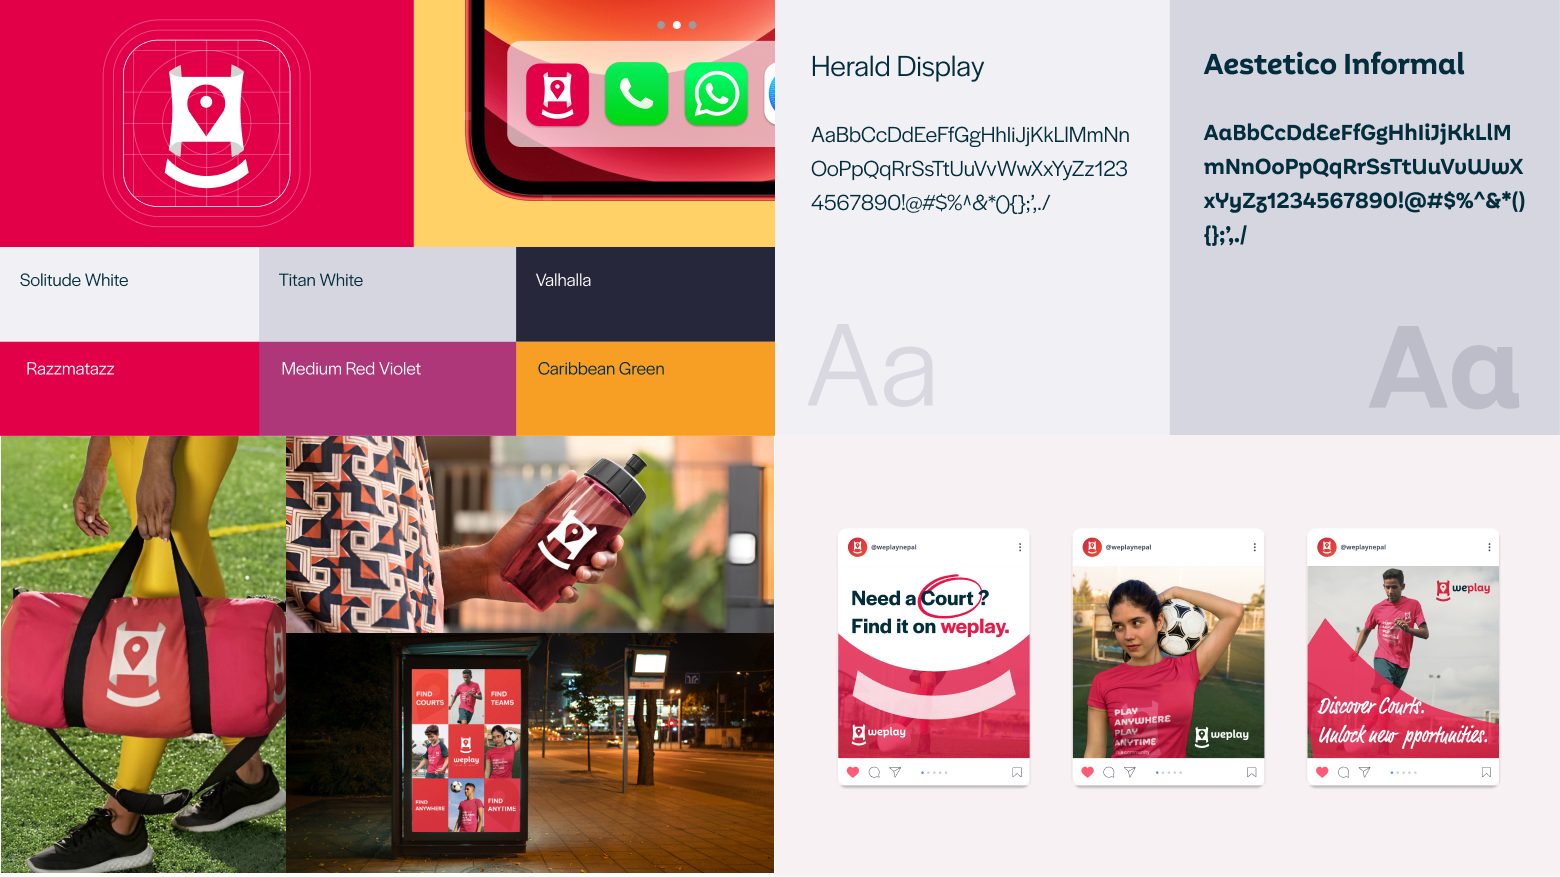 Herald Display
AaBbCcDdEeFfGgHhIiJjKkLlMmNn
OoPpQqRrSsTtUuVvWwXxYyZz123
4567890!@#$%^&*(){};',./
Aa
Aestetico Informal
AaBbCcDdEeFfGgHhIiJjKkLlM
mNnOoPpQqRrSsTtUuVvWwX
xYyZz1234567890!@#$%^&*()
{};',./
Aa
Solitude White
Titan White
Valhalla
Razzmatazz
Medium Red Violet
Caribbean Green
FIND
COURTS
FIND
TEAMS
weplay
FIND
ANYWHERE
FIND
ANYTIME
@weplaynepal
Need a Court ?
Find it on weplay.
weplay
@weplaynepal
PLAY
ANYWHERE
PLAY
ANYTIME
weplay
@weplaynepal
weplay
Discover Courts.
Unlock new pportunities.